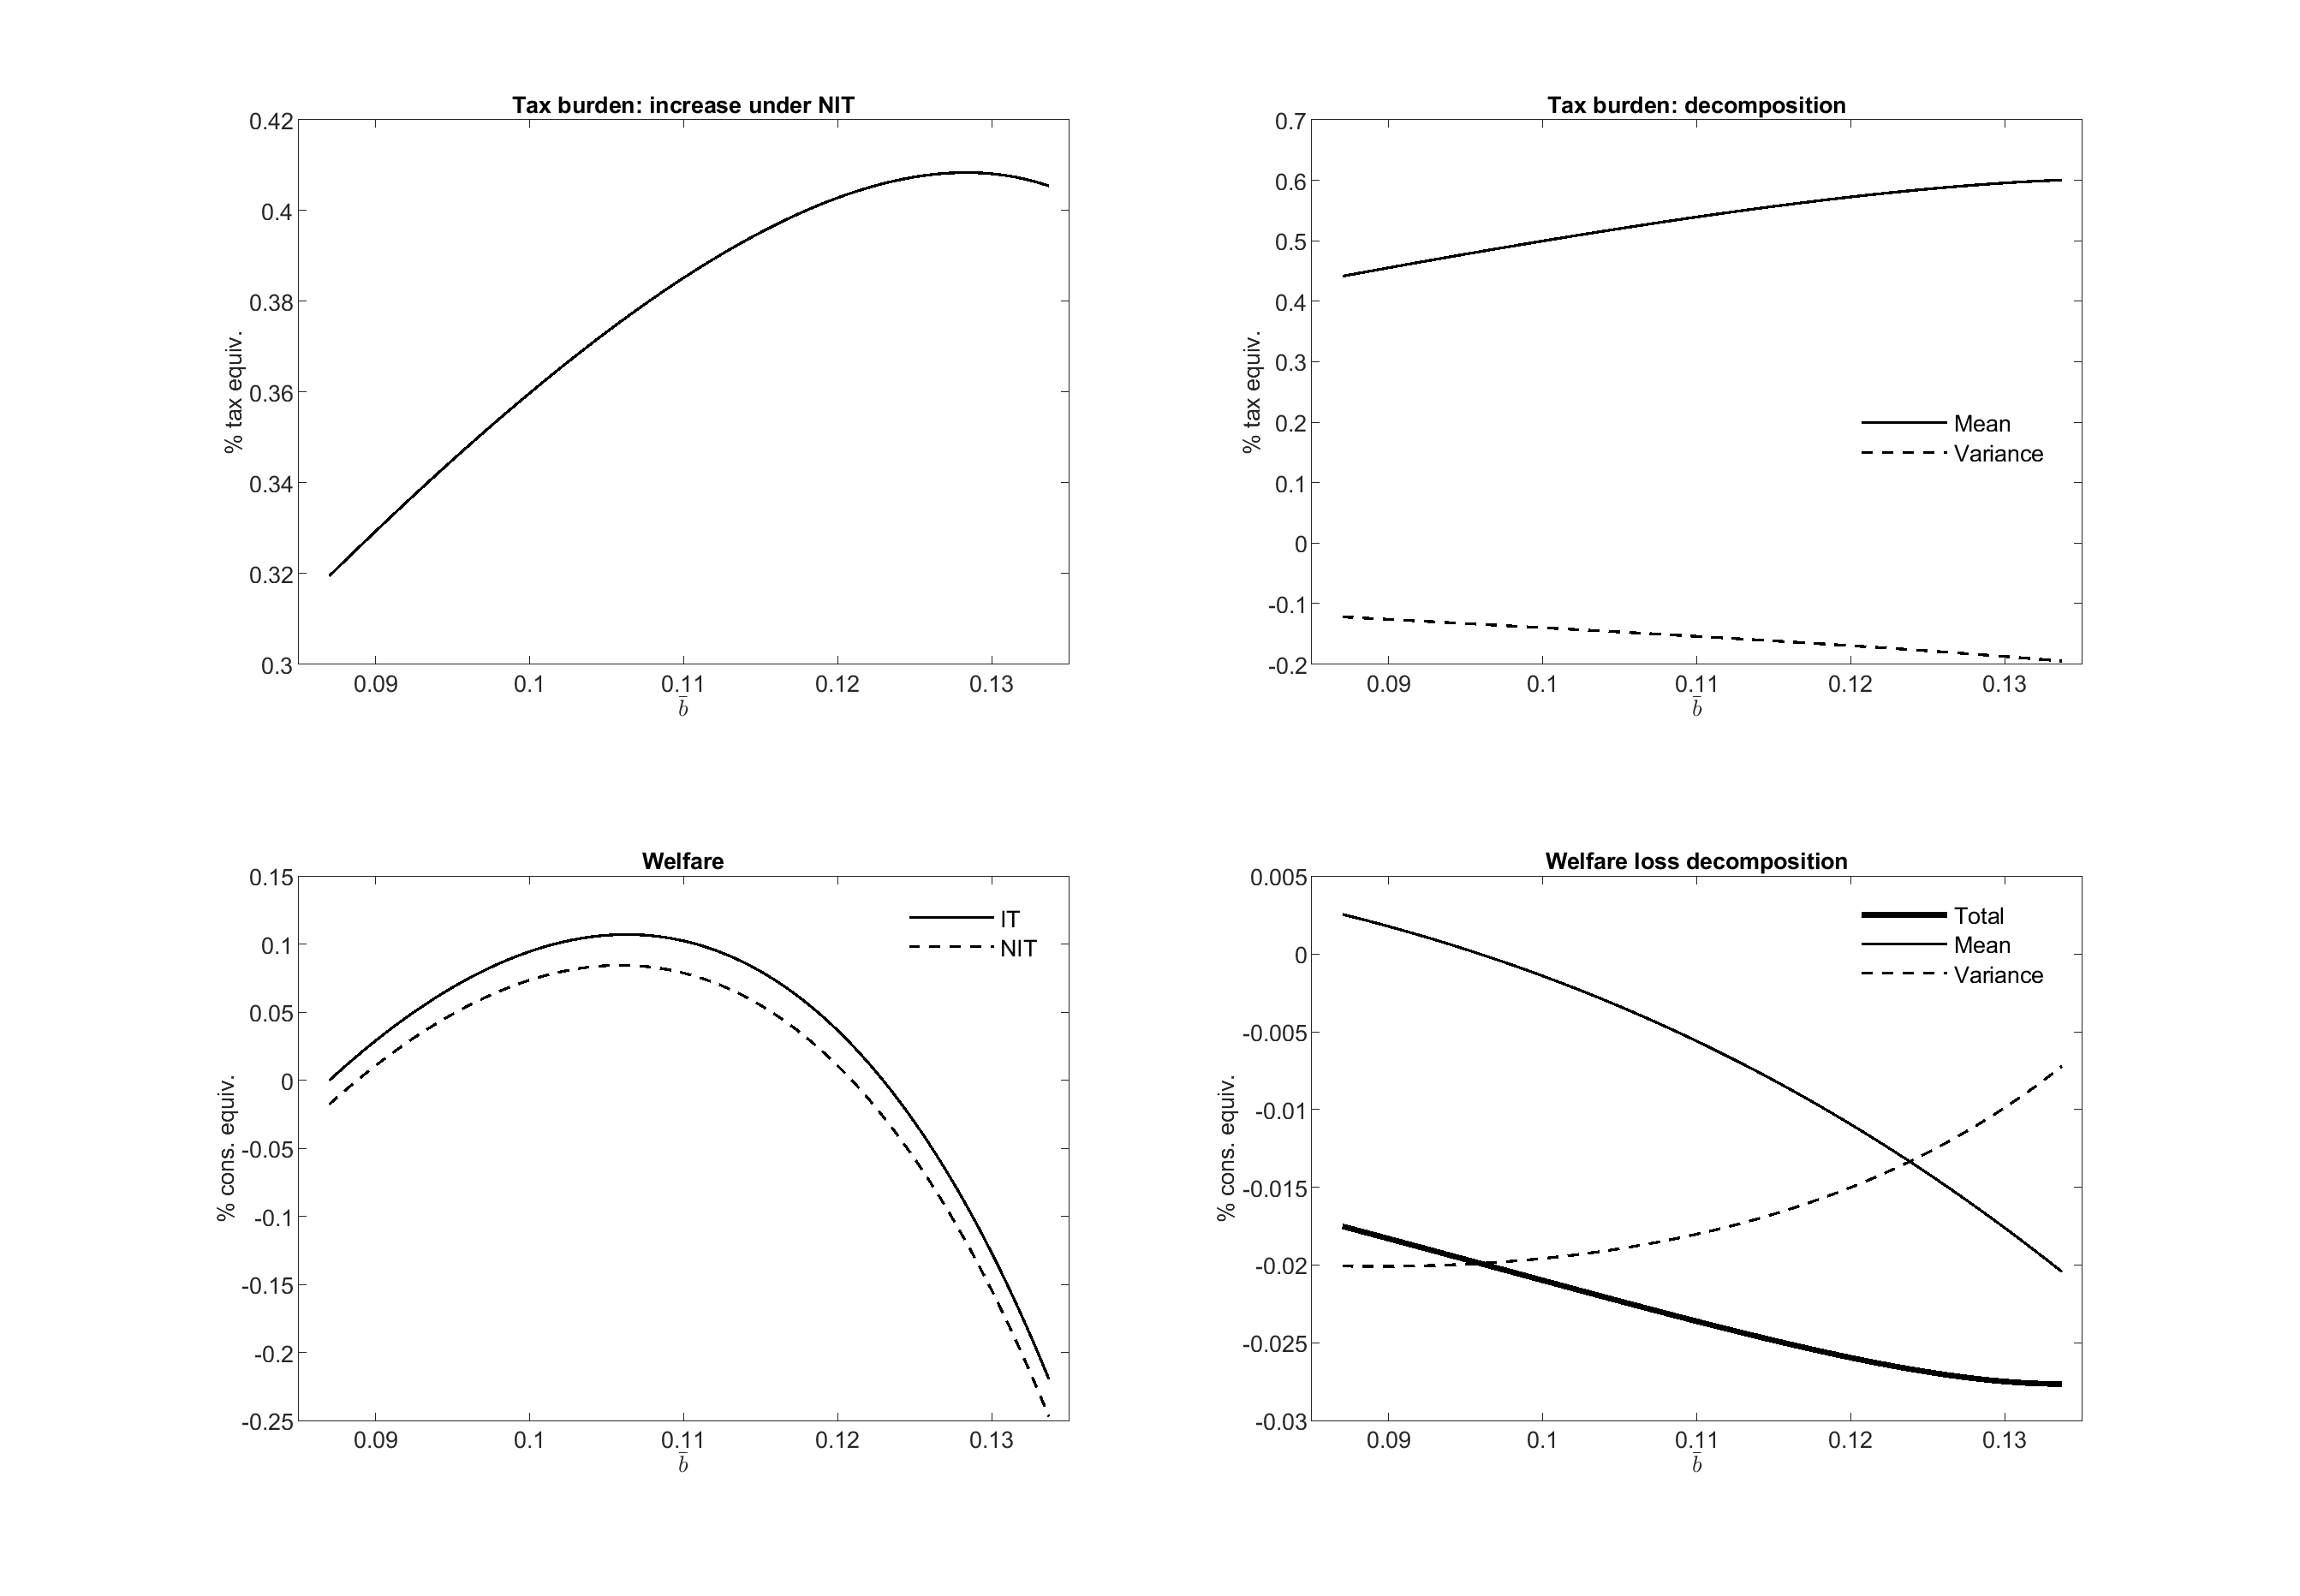 Tax burden: increase under NIT
0.42
0.4
0.38
0.36
0.34
0.32
0.3
% tax equiv.
0.09 0.1 0.11 0.12 0.13
b̄
Tax burden: decomposition
0.7
0.6
0.5
0.4
0.3
0.2
0.1
0
-0.1
-0.2
% tax equiv.
Mean
Variance
0.09 0.1 0.11 0.12 0.13
b̄
Welfare
0.15
0.1
0.05
0
-0.05
-0.1
-0.15
-0.2
-0.25
% cons. equiv.
IT
NIT
0.09 0.1 0.11 0.12 0.13
b̄
Welfare loss decomposition
0.005
0
-0.005
-0.01
-0.015
-0.02
-0.025
-0.03
% cons. equiv.
Total
Mean
Variance
0.09 0.1 0.11 0.12 0.13
b̄